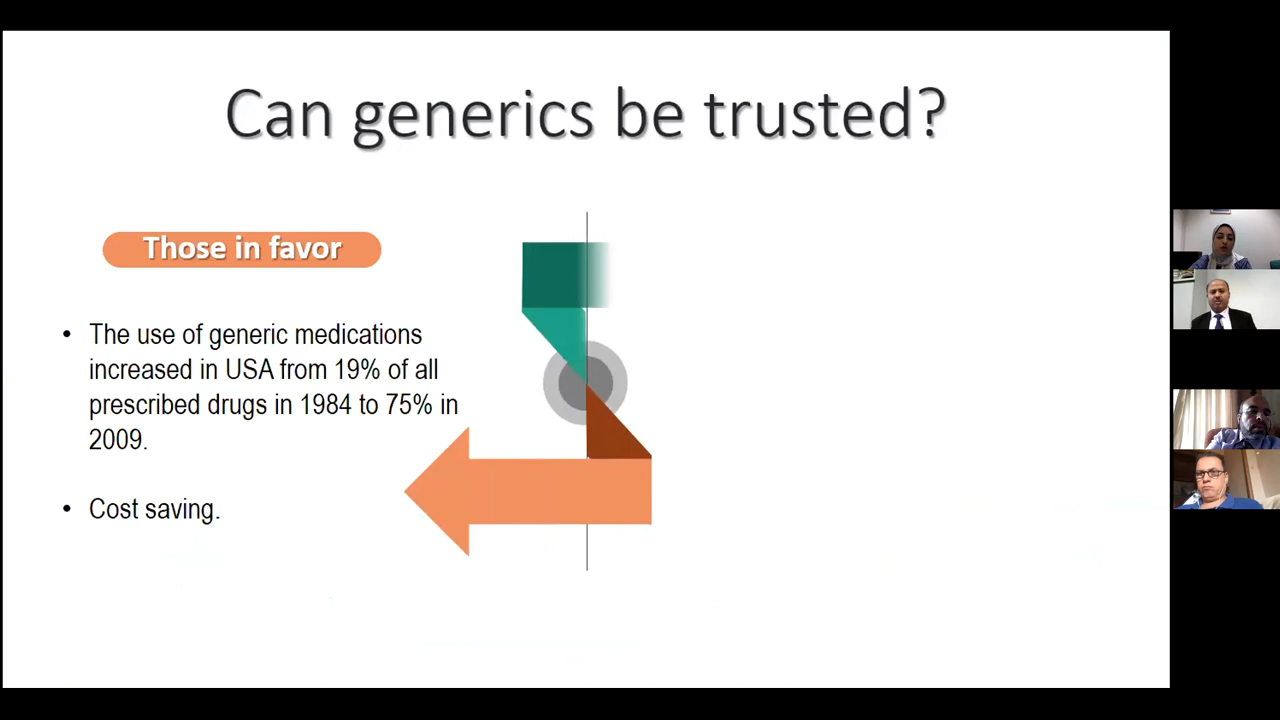 Can generics be trusted?
Those in favor
• The use of generic medications
increased in USA from 19% of all
prescribed drugs in 1984 to 75% in
2009.
• Cost saving.